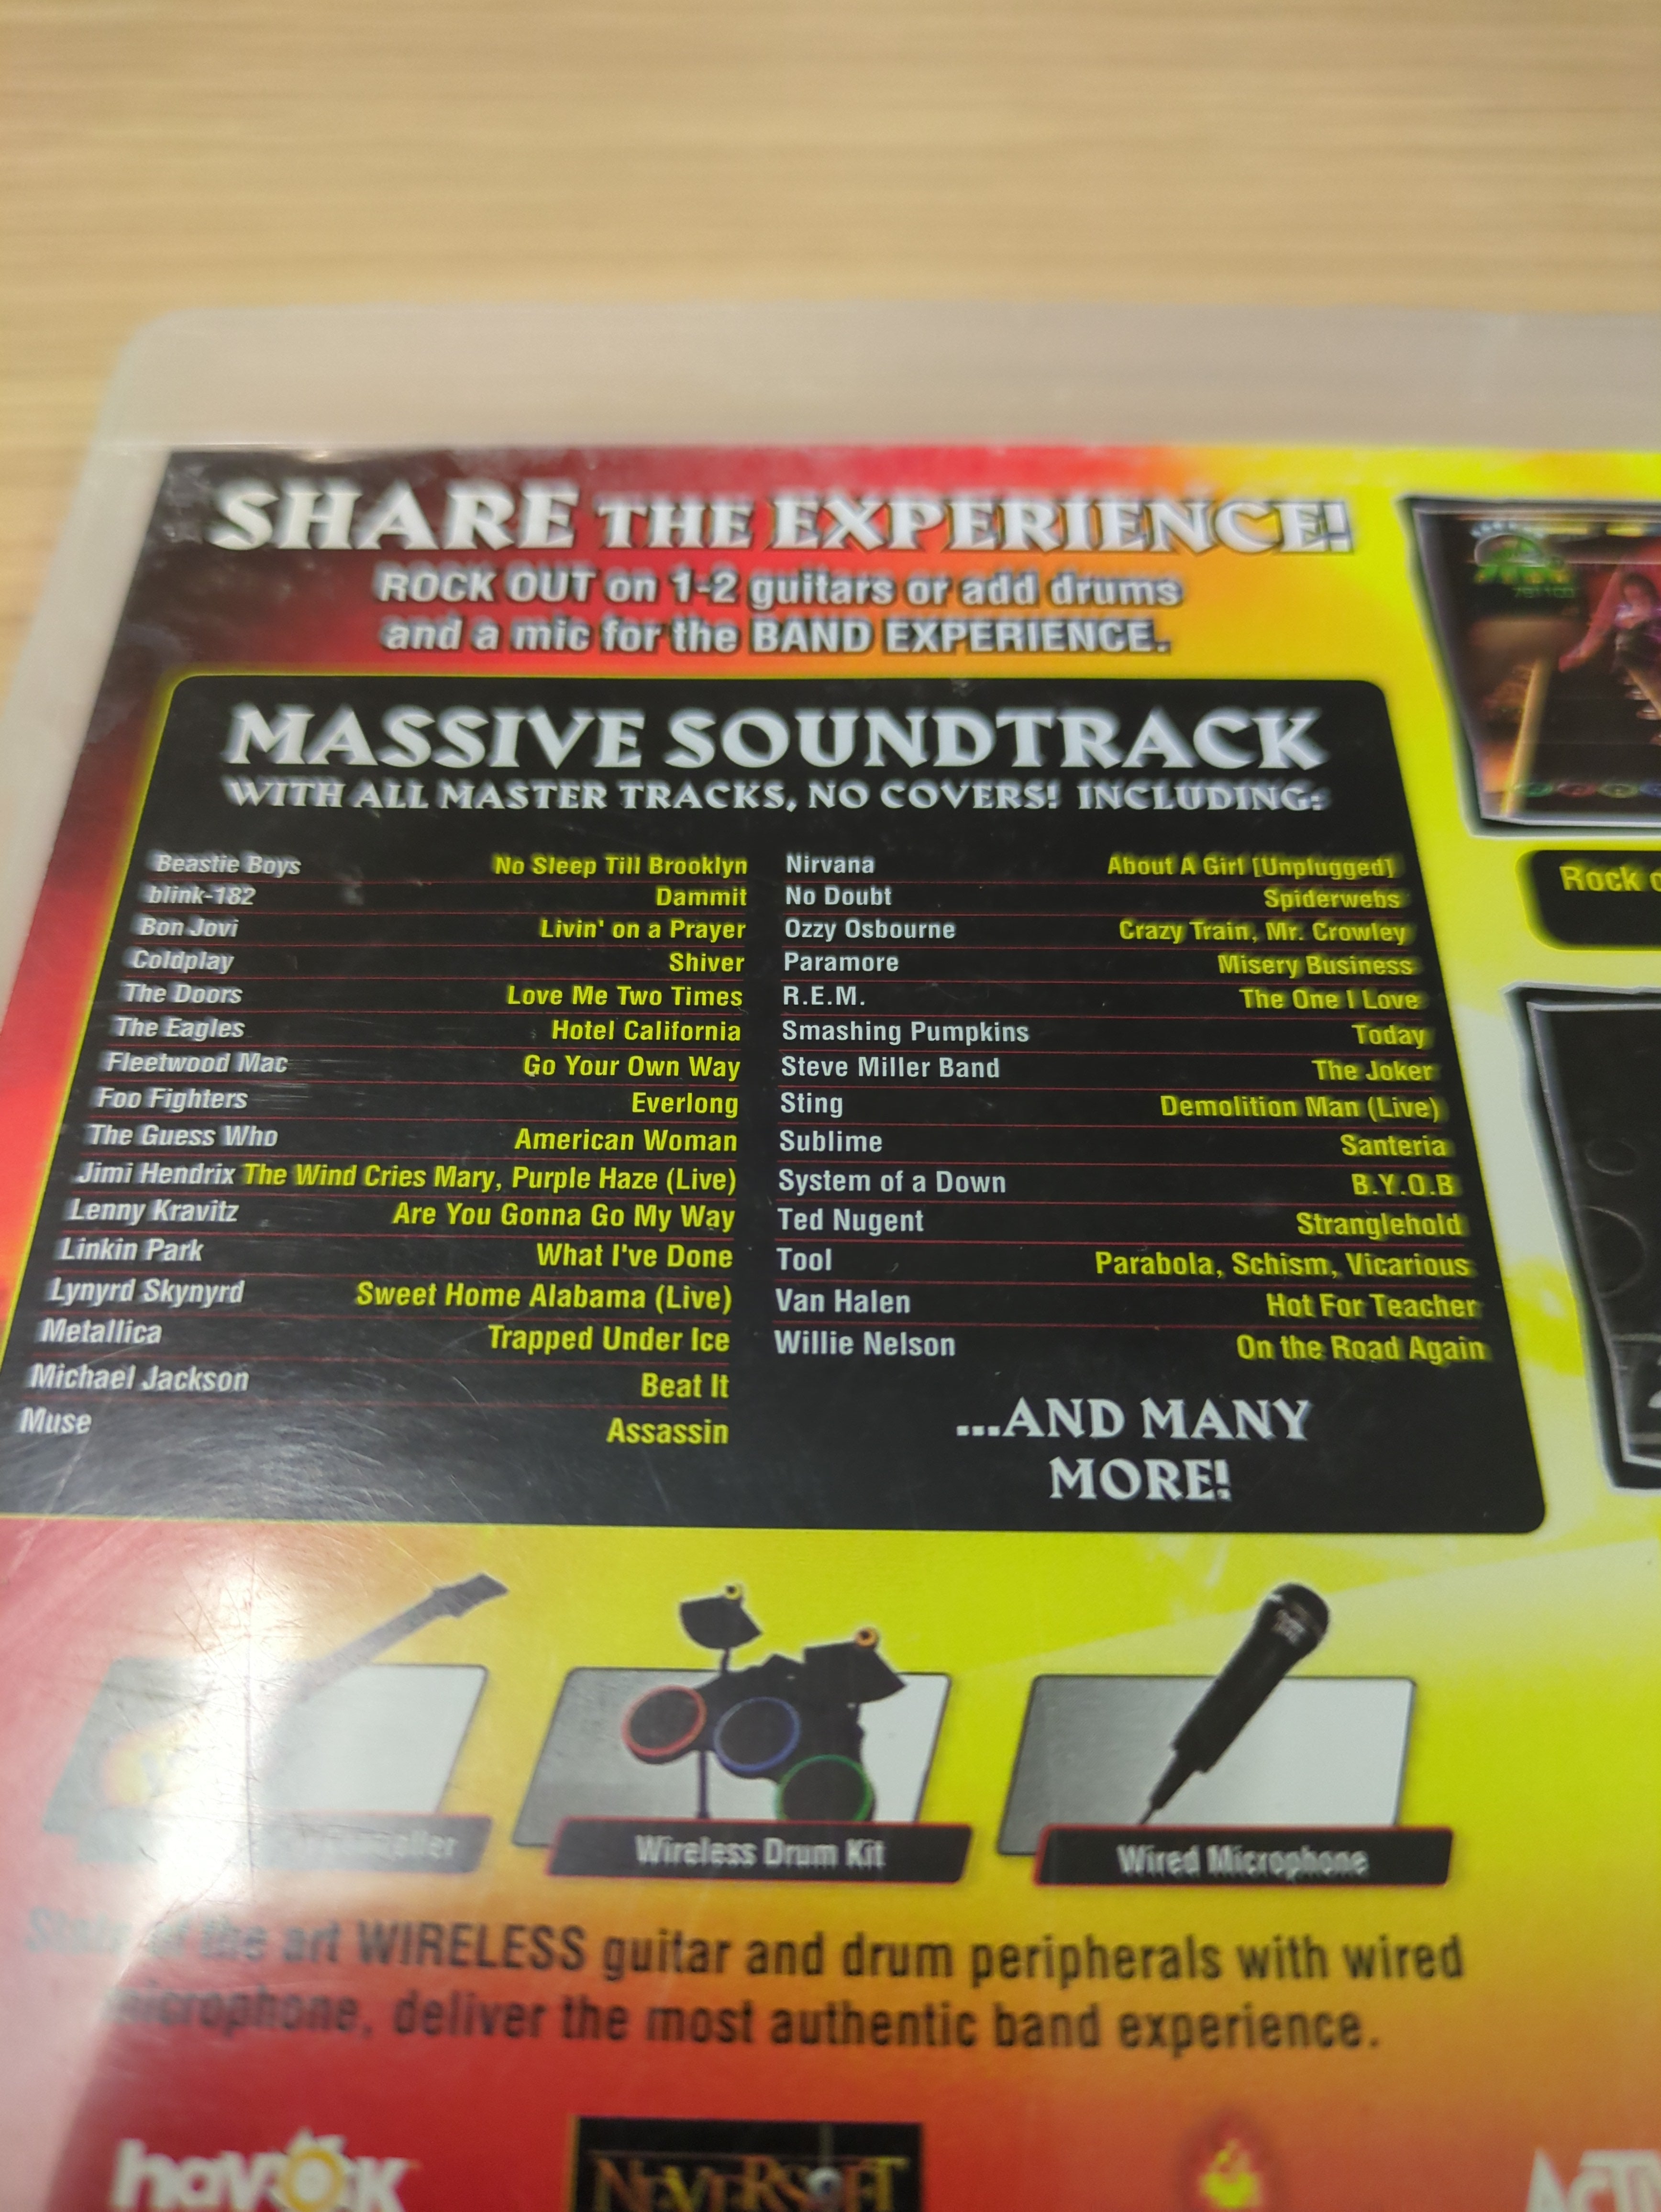 SHARE THE EXPERIENCE!
ROCK OUT on 1-2 guitars or add drums
and a mic for the BAND EXPERIENCE.
MASSIVE SOUNDTRACK
WITH ALL MASTER TRACKS, NO COVERS! INCLUDING:
Beastie Boys No Sleep Till Brooklyn
blink-182 Dammit
Bon Jovi Livin' on a Prayer
Coldplay Shiver
The Doors Love Me Two Times
The Eagles Hotel California
Fleetwood Mac Go Your Own Way
Foo Fighters Everlong
The Guess Who American Woman
Jimi Hendrix The Wind Cries Mary, Purple Haze (Live)
Lenny Kravitz Are You Gonna Go My Way
Linkin Park What I've Done
Lynyrd Skynyrd Sweet Home Alabama (Live)
Metallica Trapped Under Ice
Michael Jackson Beat It
Muse Assassin
Nirvana About A Girl [Unplugged]
No Doubt Spiderwebs
Ozzy Osbourne Crazy Train, Mr. Crowley
Paramore Misery Business
R.E.M. The One I Love
Smashing Pumpkins Today
Steve Miller Band The Joker
Sting Demolition Man (Live)
Sublime Santeria
System of a Down B.Y.O.B
Ted Nugent Stranglehold
Tool Parabola, Schism, Vicarious
Van Halen Hot For Teacher
Willie Nelson On the Road Again
...AND MANY
MORE!
Rock
Wireless Drum Kit
Wired Microphone
State of the art WIRELESS guitar and drum peripherals with wired
microphone, deliver the most authentic band experience.
havok
NEVERSOFT